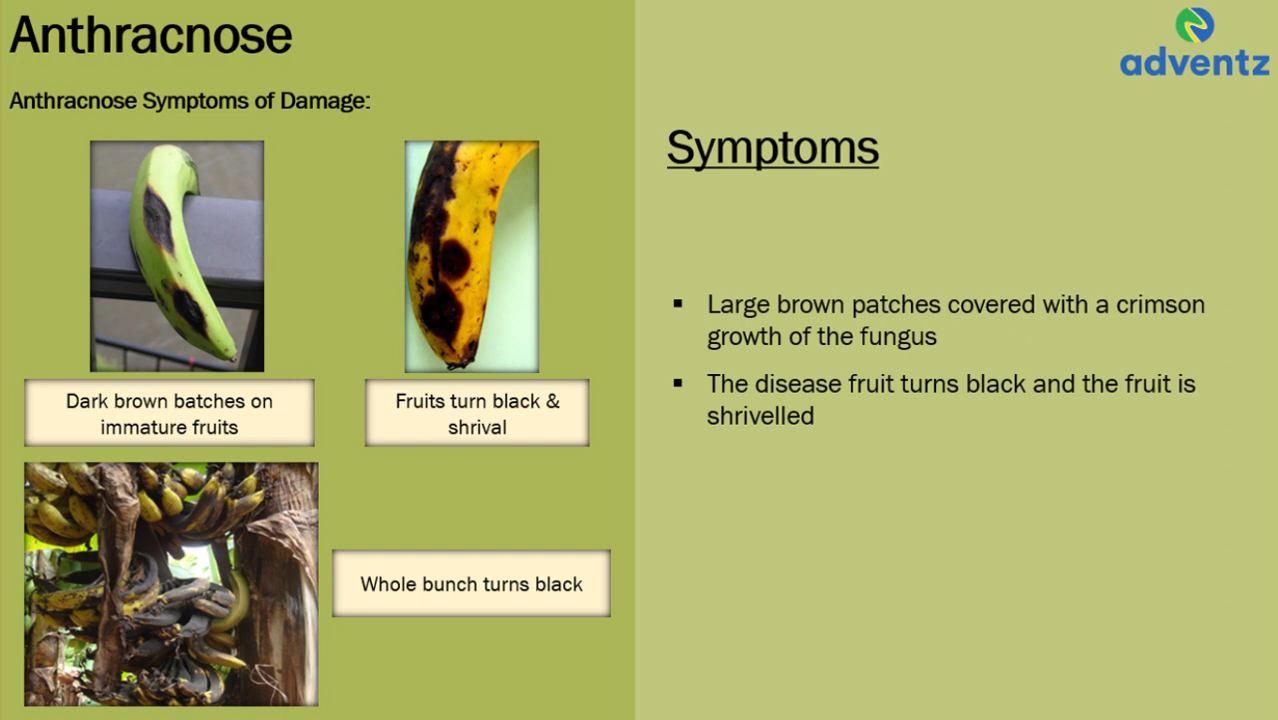 Anthracnose
Anthracnose Symptoms of Damage:
Dark brown batches on
immature fruits
Fruits turn black &
shrival
Whole bunch turns black
adventz
Symptoms
▪ Large brown patches covered with a crimson
growth of the fungus
▪ The disease fruit turns black and the fruit is
shrivelled